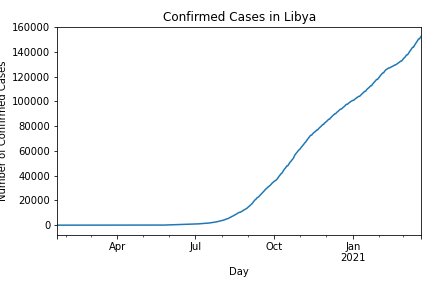 Confirmed Cases in Libya
160000
140000
120000
100000
80000
60000
40000
20000
0
Number of Confirmed Cases
Apr
Jul
Oct
Jan
2021
Day